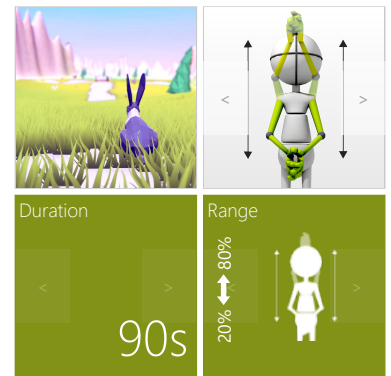 < >
Duration
< >
90s
Range
20% ↔ 80%
< >